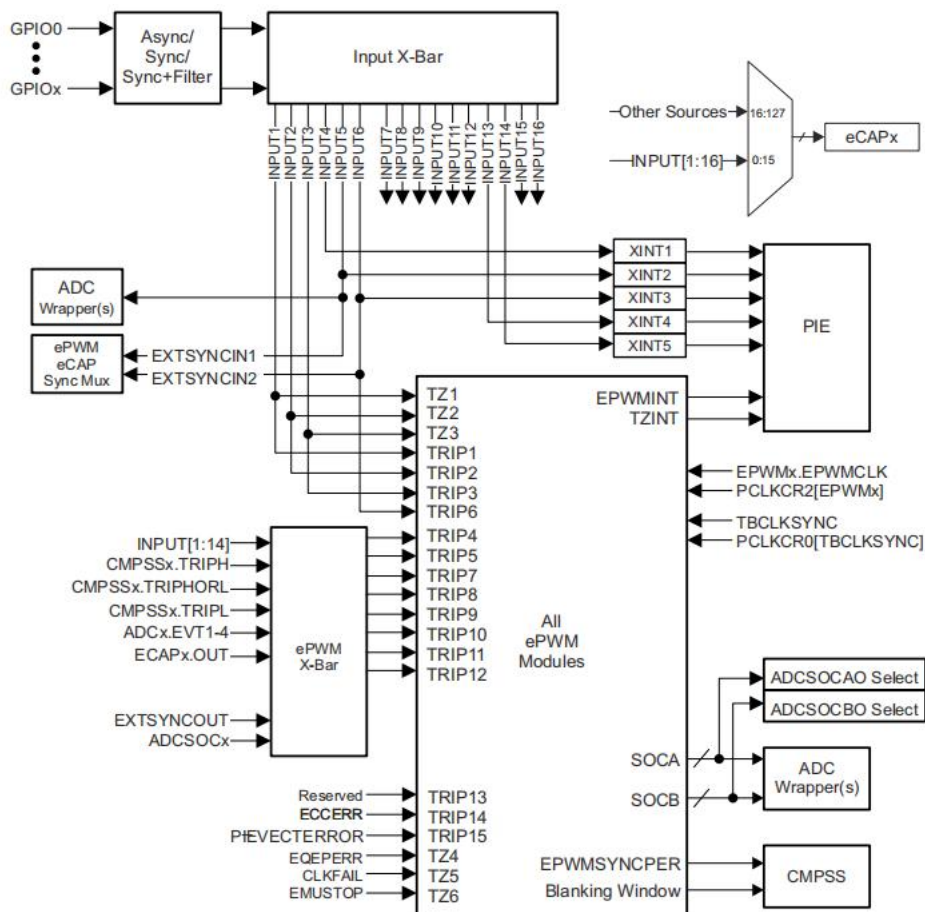 GPIO0
GPIOx
Async/
Sync/
Sync+Filter
Input X-Bar
INPUT1
INPUT2
INPUT3
INPUT4
INPUT5
INPUT6
INPUT7
INPUT8
INPUT9
INPUT10
INPUT11
INPUT12
INPUT13
INPUT14
INPUT15
INPUT16
Other Sources
16:127
INPUT[1:16]
0:15
eCAPx
XINT1
XINT2
XINT3
XINT4
XINT5
PIE
ADC
Wrapper(s)
ePWM
eCAP
Sync Mux
EXTSYNCIN1
EXTSYNCIN2
TZ1
TZ2
TZ3
TRIP1
TRIP2
TRIP3
TRIP6
EPWMINT
TZINT
EPWMx.EPWMCLK
PCLKCR2[EPWMx]
TBCLKSYNC
PCLKCR0[TBCLKSYNC]
INPUT[1:14]
CMPSSx.TRIPH
CMPSSx.TRIPHORL
CMPSSx.TRIPL
ADCx.EVT1-4
ECAPx.OUT
EXTSYNCOUT
ADCSOCx
ePWM
X-Bar
TRIP4
TRIP5
TRIP7
TRIP8
TRIP9
TRIP10
TRIP11
TRIP12
All
ePWM
Modules
ADCSOCAO Select
ADCSOCBO Select
SOCA
SOCB
ADC
Wrapper(s)
Reserved
ECCERR
PIEVECTERROR
EQEPERR
CLKFAIL
EMUSTOP
TRIP13
TRIP14
TRIP15
TZ4
TZ5
TZ6
EPWMSYNCPER
Blanking Window
CMPSS